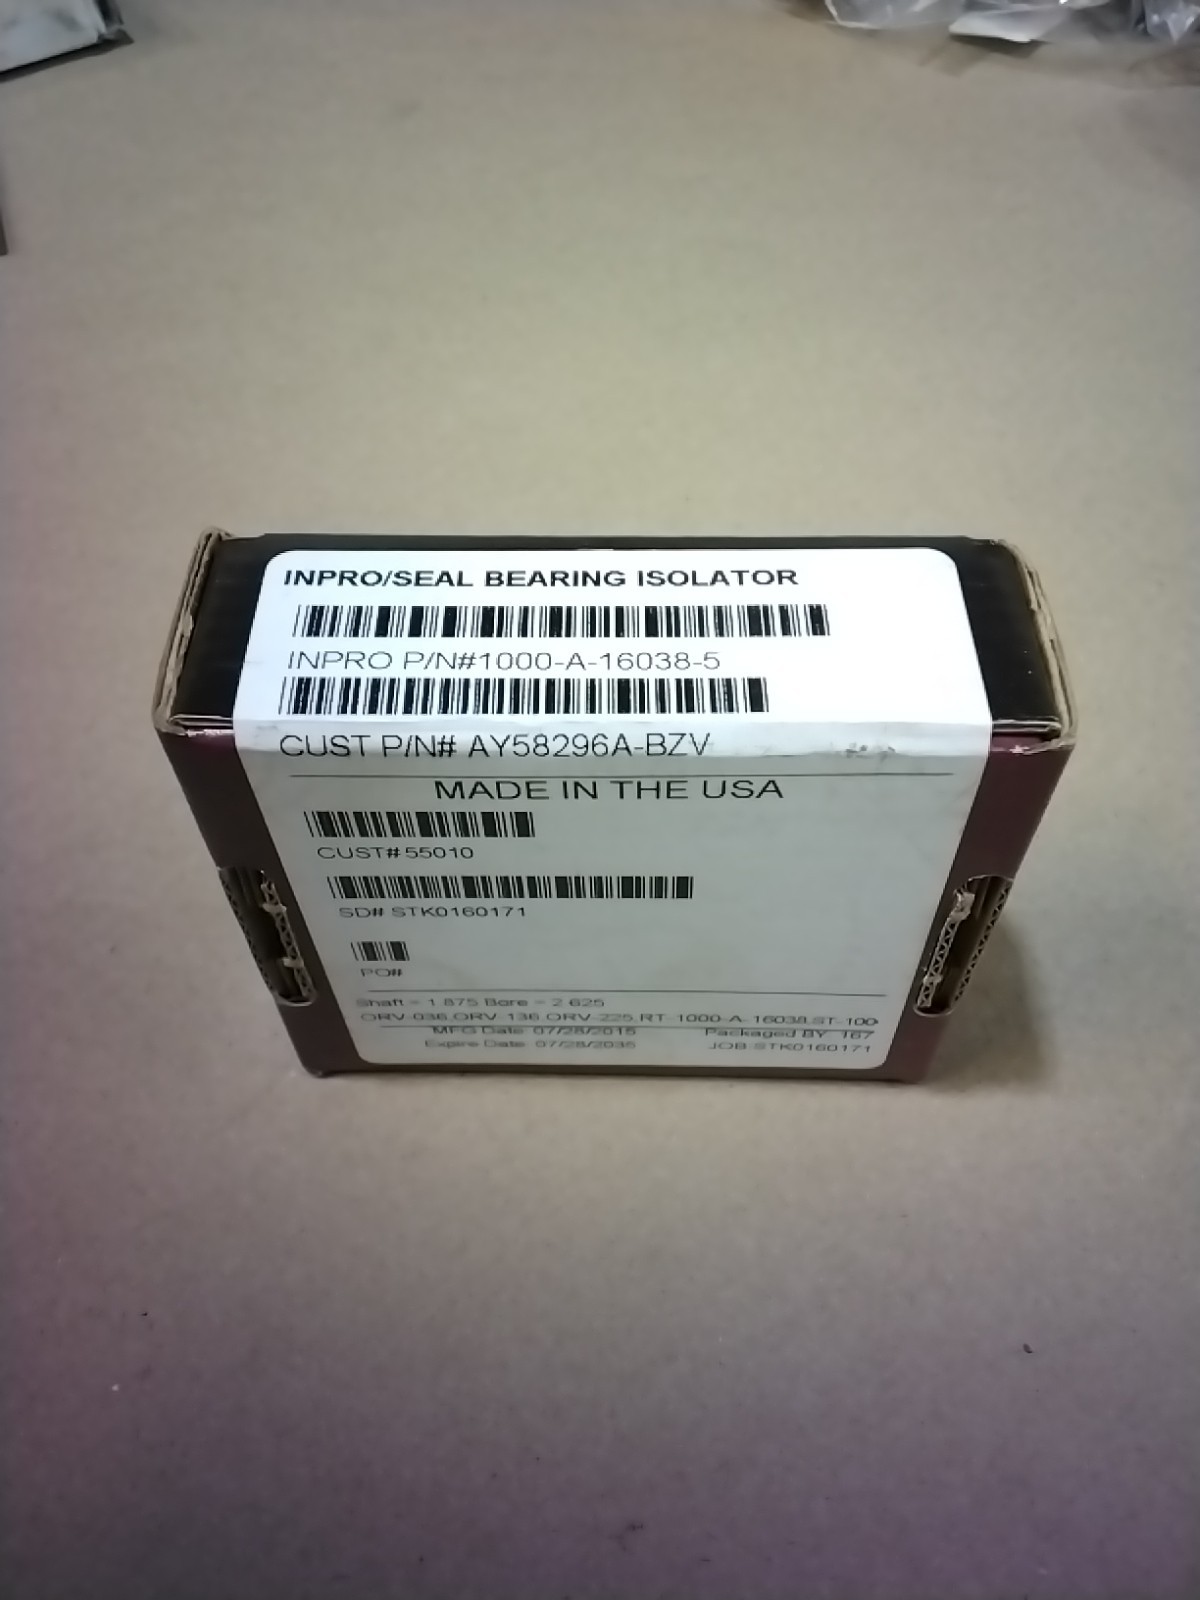 INPRO/SEAL BEARING ISOLATOR
INPRO P/N#1000-A-16038-5
CUST P/N# AY58296A-BZV
MADE IN THE USA
CUST#55010
SD# STK0160171
PO#
Shaft = 1.875 Bore = 2.625
ORV-036,ORV-136,ORV-225,RT-1000-A-16038,ST-100
MFG Date: 07/28/2015 Packaged BY: 167
Expire Date: 07/28/2035 JOB:STK0160171